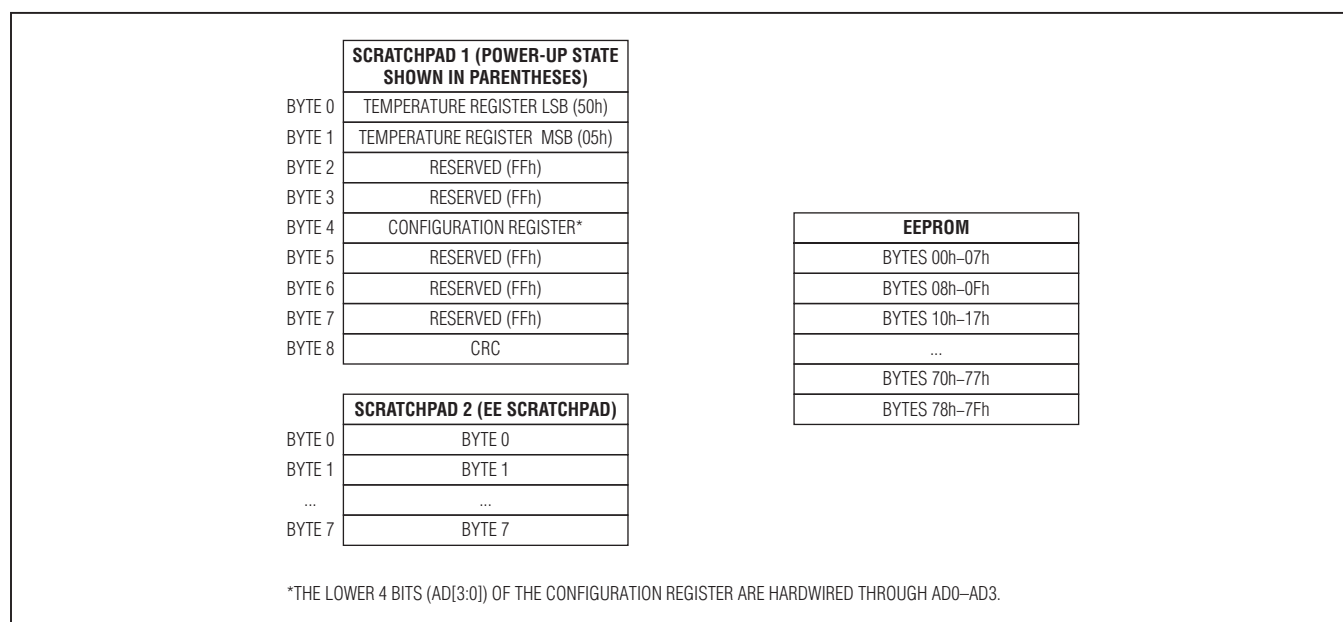 SCRATCHPAD 1 (POWER-UP STATE
SHOWN IN PARENTHESES)
BYTE 0 TEMPERATURE REGISTER LSB (50h)
BYTE 1 TEMPERATURE REGISTER MSB (05h)
BYTE 2 RESERVED (FFh)
BYTE 3 RESERVED (FFh)
BYTE 4 CONFIGURATION REGISTER*
BYTE 5 RESERVED (FFh)
BYTE 6 RESERVED (FFh)
BYTE 7 RESERVED (FFh)
BYTE 8 CRC
SCRATCHPAD 2 (EE SCRATCHPAD)
BYTE 0 BYTE 0
BYTE 1 BYTE 1
... ...
BYTE 7 BYTE 7
EEPROM
BYTES 00h–07h
BYTES 08h–0Fh
BYTES 10h–17h
...
BYTES 70h–77h
BYTES 78h–7Fh
*THE LOWER 4 BITS (AD[3:0]) OF THE CONFIGURATION REGISTER ARE HARDWIRED THROUGH AD0–AD3.